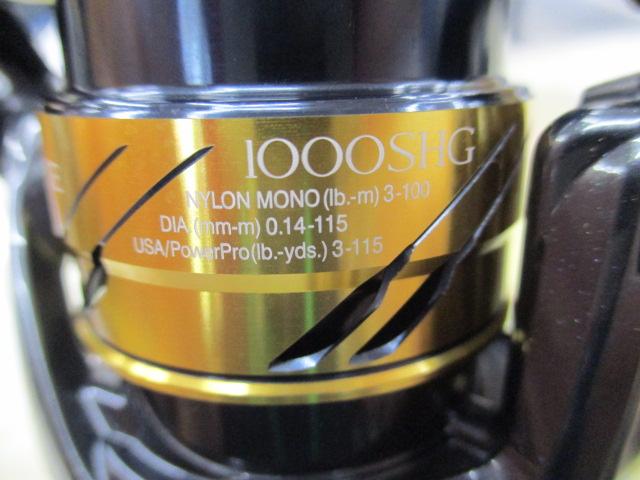 1000SHG
NYLON MONO (lb.-m) 3-100
DIA. (mm-m) 0.14-115
USA/PowerPro (lb.-yds.) 3-115